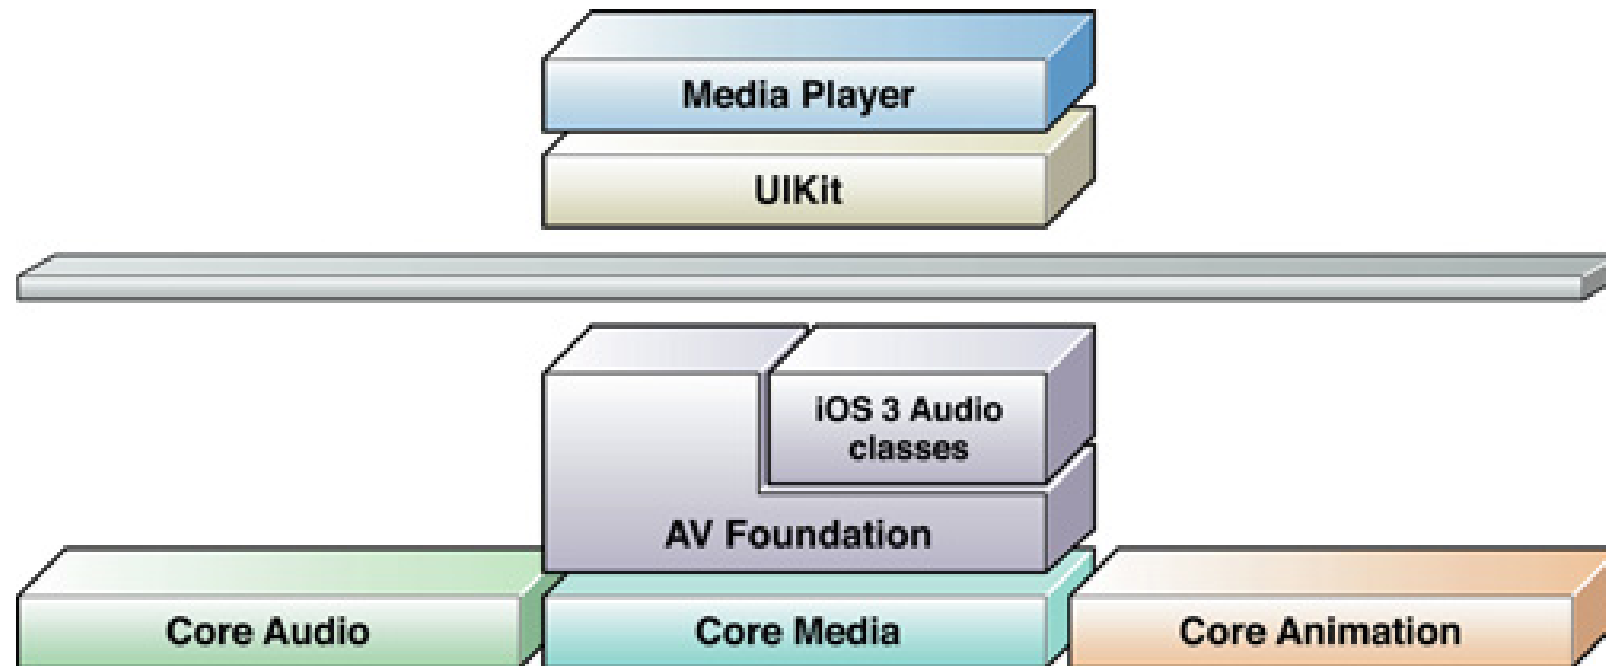 Media Player
UIKit
iOS 3 Audio
classes
AV Foundation
Core Audio
Core Media
Core Animation